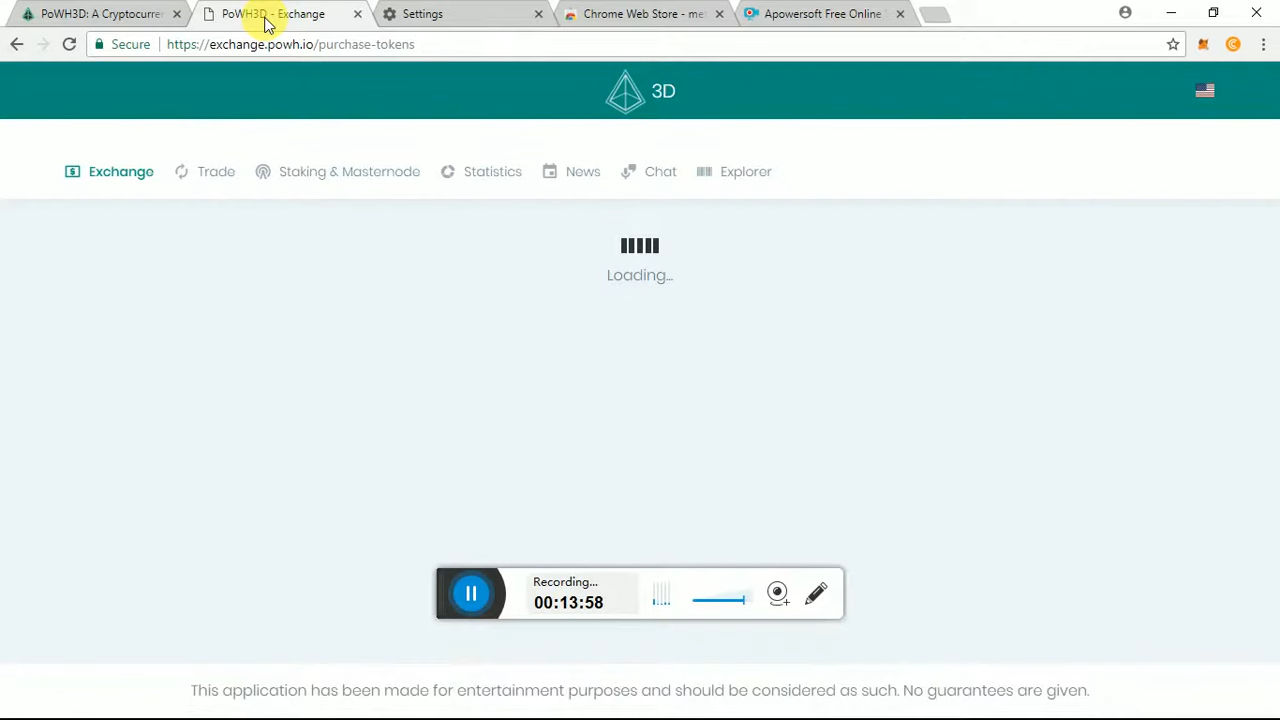 PoWH3D: A Cryptocurren
PoWH3D - Exchange
Settings
Chrome Web Store - met
Apowersoft Free Online
Secure
https://exchange.powh.io/purchase-tokens
3D
Exchange
Trade
Staking & Masternode
Statistics
News
Chat
Explorer
Loading...
Recording...
00:13:58
This application has been made for entertainment purposes and should be considered as such. No guarantees are given.